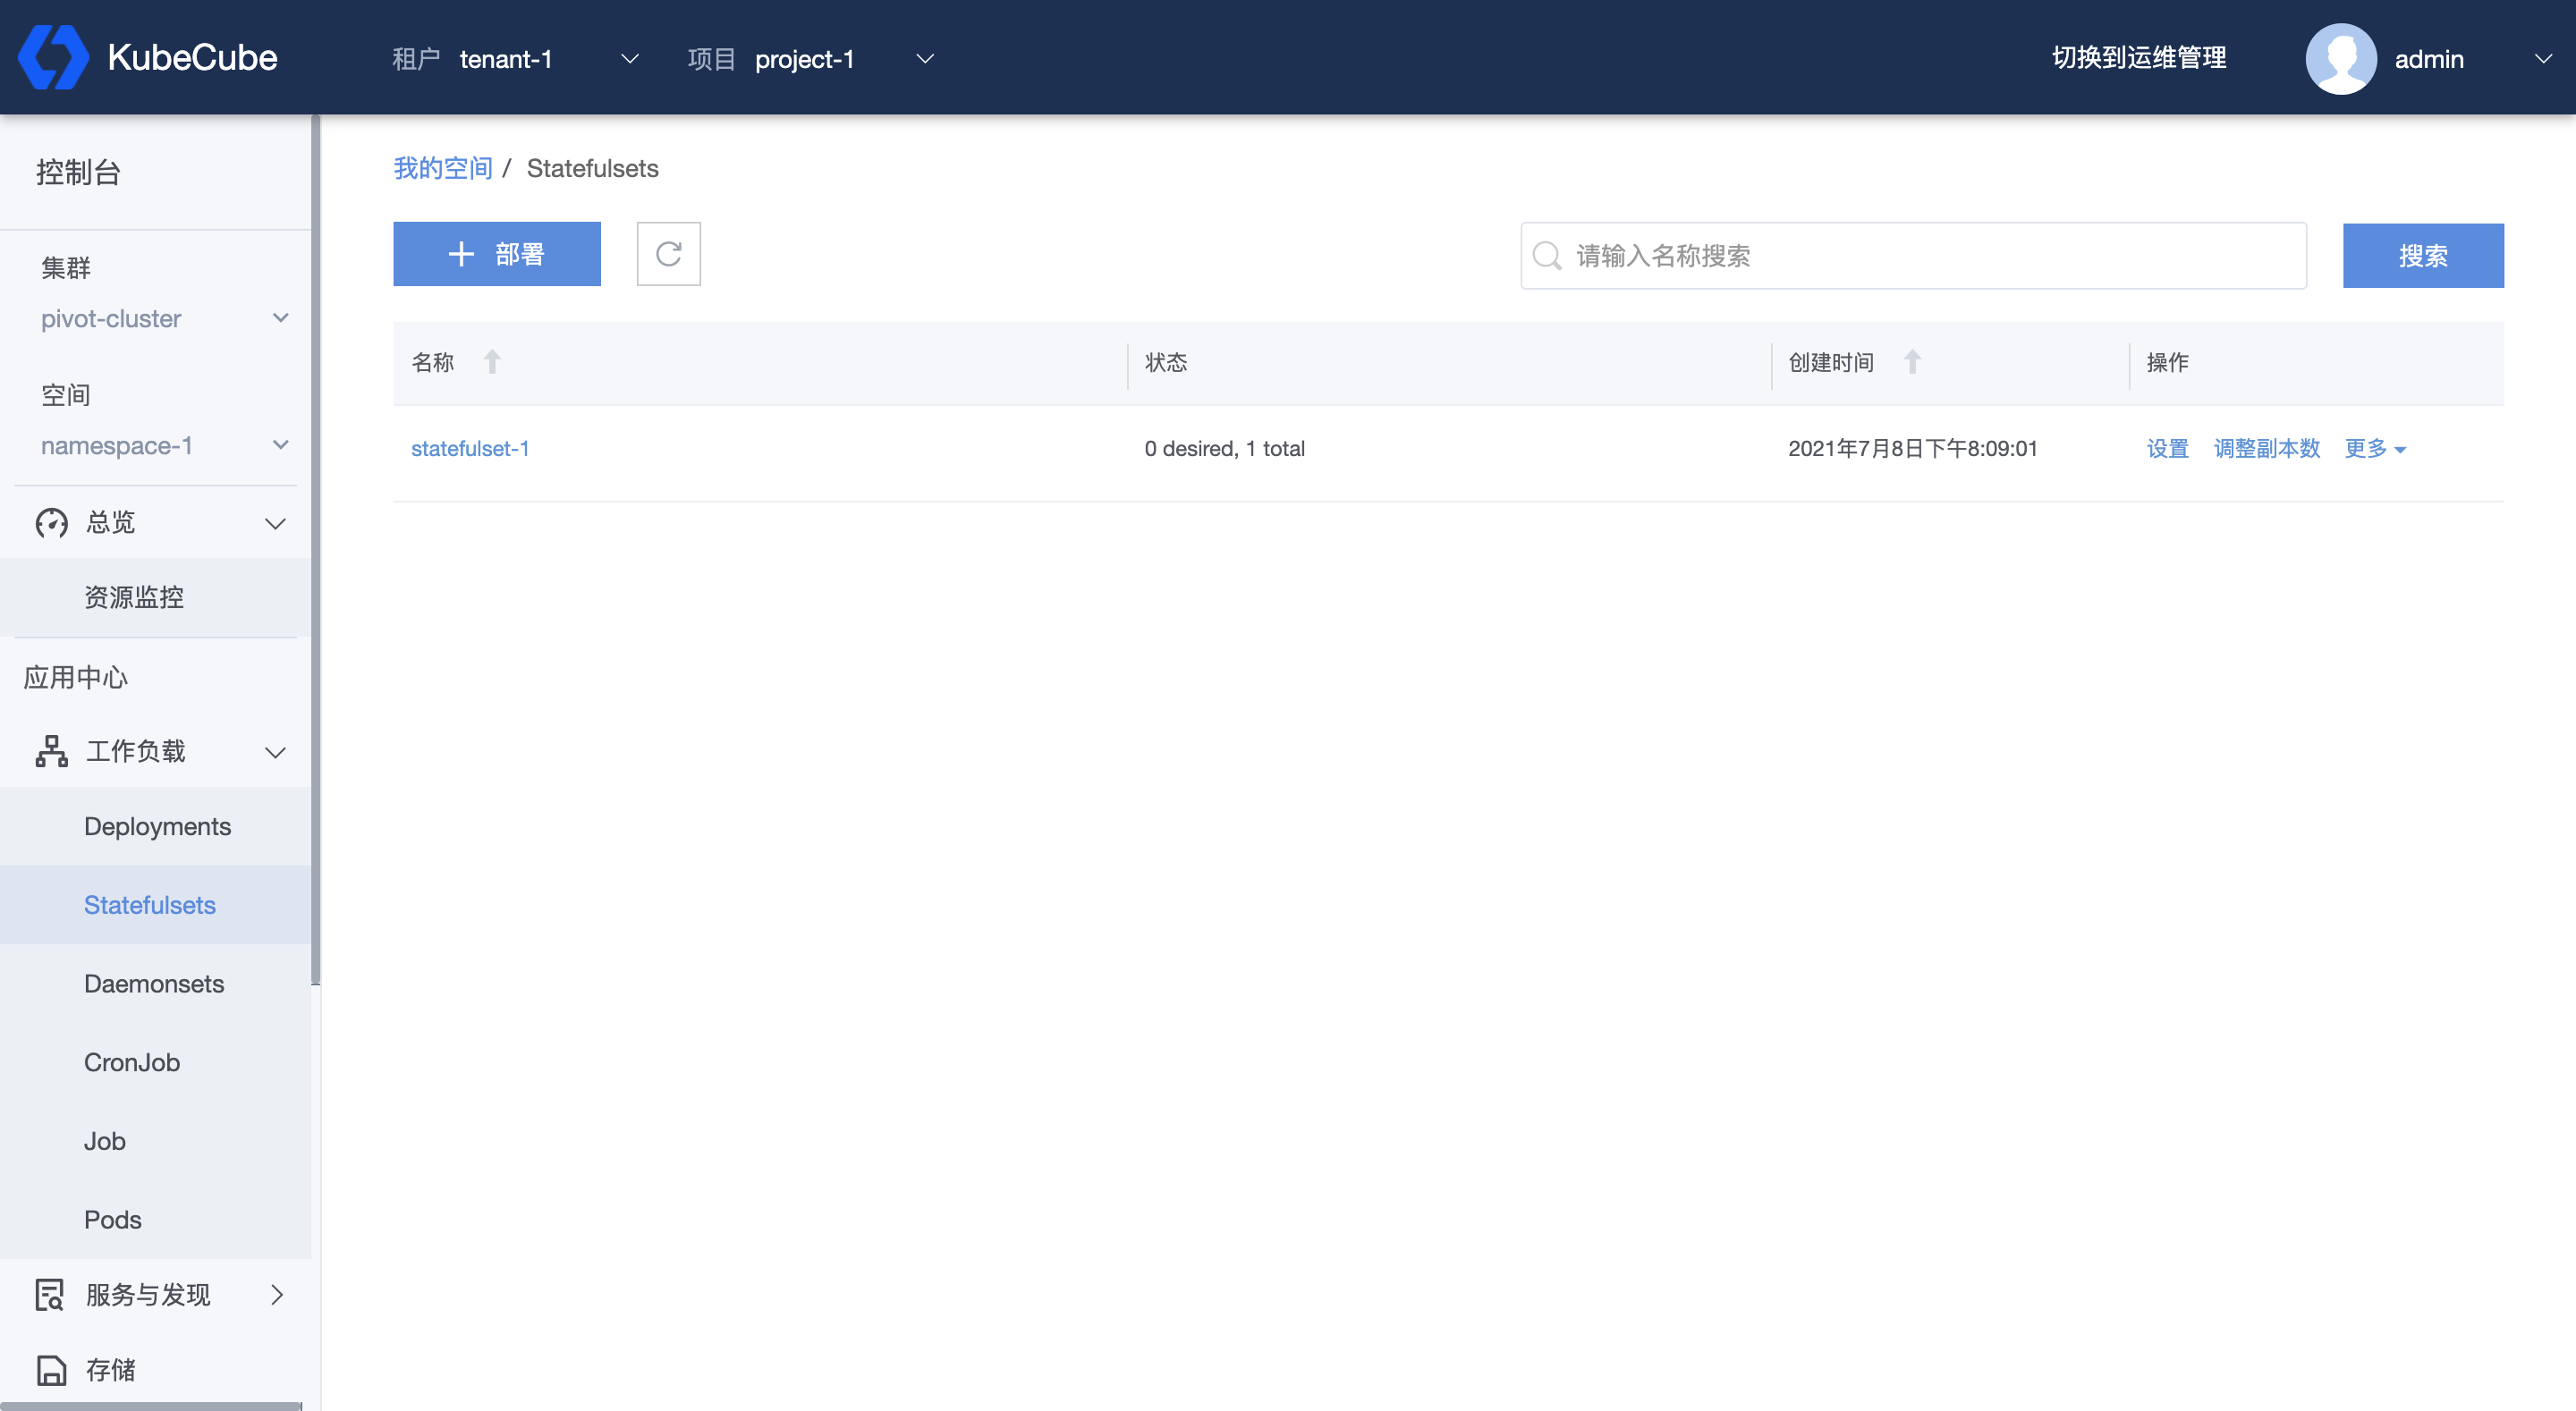 KubeCube
租户 tenant-1
项目 project-1
切换到运维管理
admin
控制台
集群
pivot-cluster
空间
namespace-1
总览
资源监控
应用中心
工作负载
Deployments
Statefulsets
Daemonsets
CronJob
Job
Pods
服务与发现
存储
我的空间 / Statefulsets
部署
请输入名称搜索
搜索
名称 状态 创建时间 操作
statefulset-1 0 desired, 1 total 2021年7月8日下午8:09:01 设置 调整副本数 更多